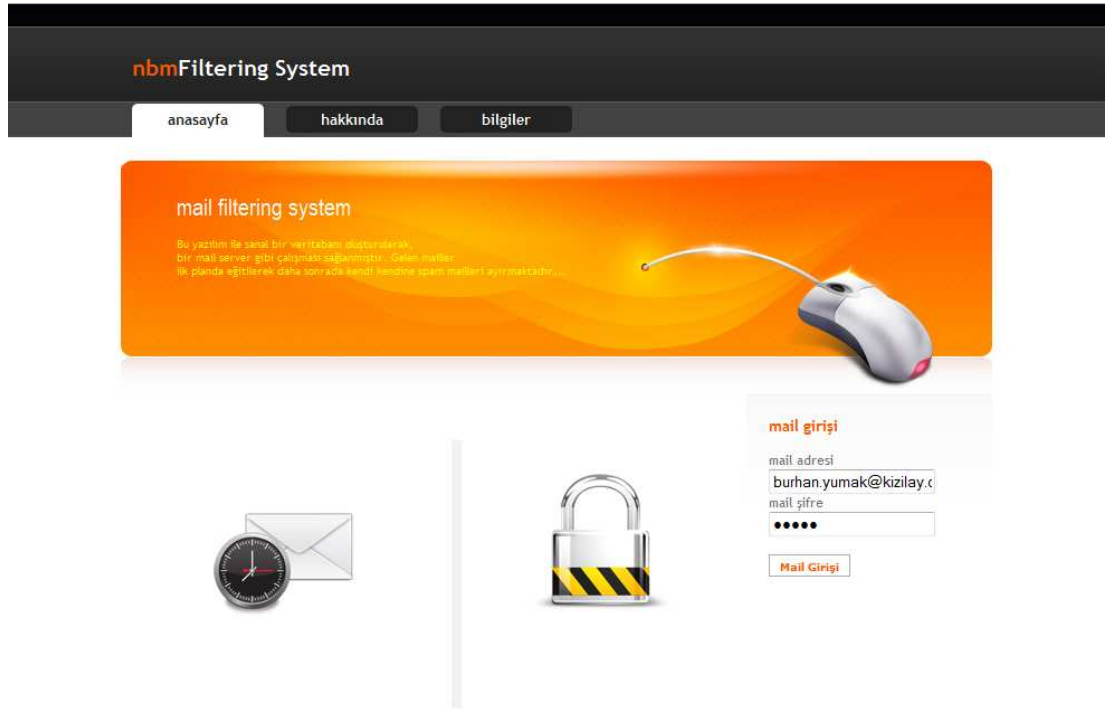 nbmFiltering System
anasayfa hakkında bilgiler
mail filtering system
Bu yazılım ile sanal bir veritabanı oluşturularak,
bir mail server gibi çalışması sağlanmıştır. Gelen mailler
ilk planda eğitilerek daha sonrada kendi kendine spam mailleri ayırmaktadır...
mail girişi
mail adresi
burhan.yumak@kizilay.
mail şifre
•••••
Mail Girişi